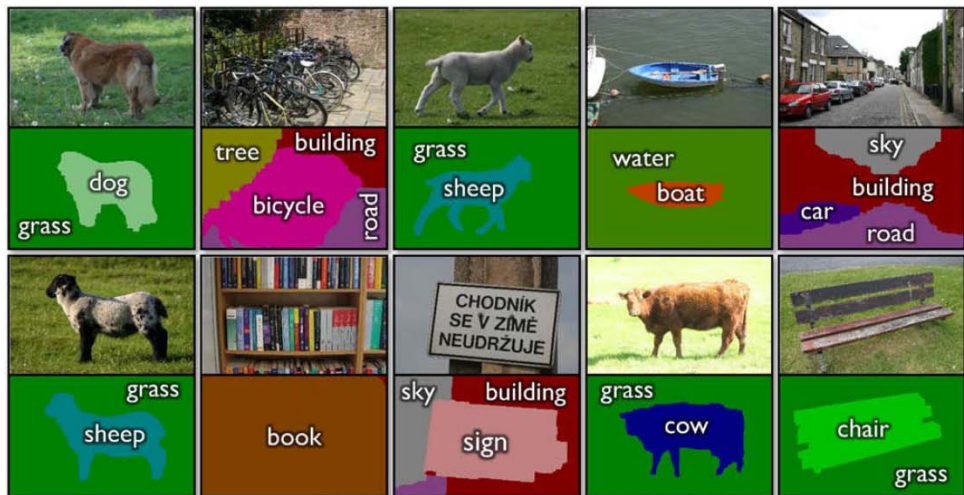 dog
grass
tree
building
bicycle
road
grass
sheep
water
boat
sky
building
car
road
CHODNÍK
SE V ZIMĚ
NEUDRŽUJE
grass
sheep
book
sky
building
sign
grass
cow
chair
grass